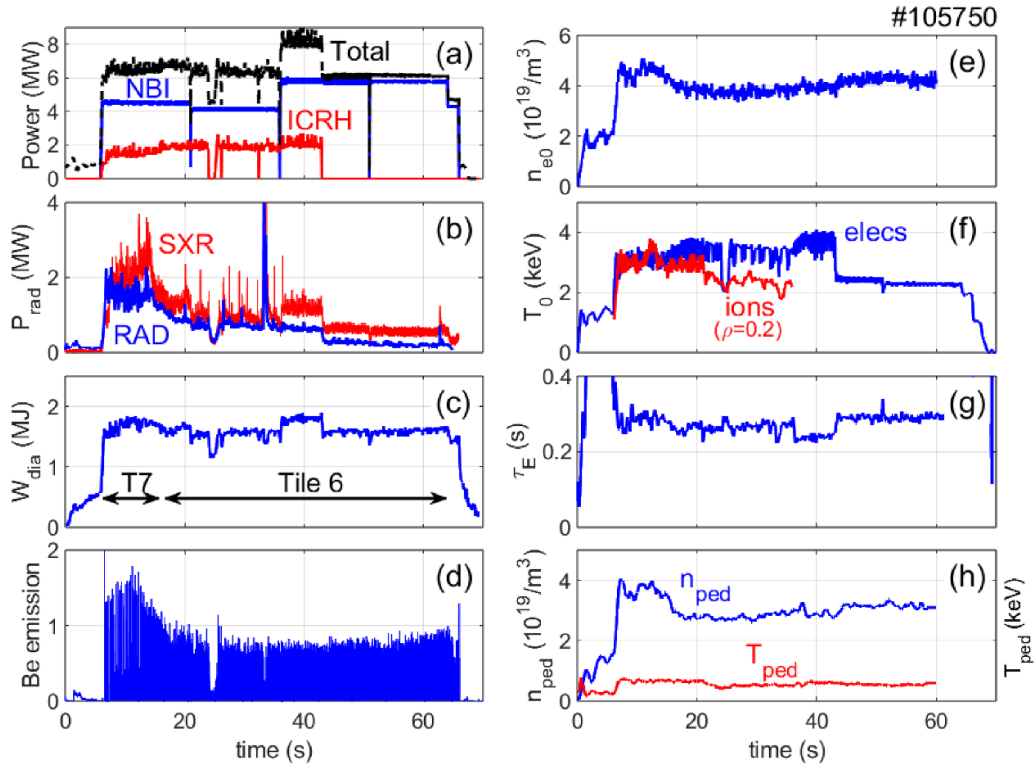 #105750
8
6
4
2
0
Power (MW)
Total
NBI
ICRH
(a)
4
2
0
P_rad (MW)
SXR
RAD
(b)
2
1
0
W_dia (MJ)
T7
Tile 6
(c)
2
1
0
Be emission
(d)
0 20 40 60
time (s)
6
4
2
0
n_e0 (10^19/m^3)
(e)
4
2
0
T_0 (keV)
elecs
ions
(ρ=0.2)
(f)
0.4
0.2
0
τ_E (s)
(g)
4
2
0
n_ped (10^19/m^3)
n_ped
T_ped
(h)
T_ped (keV)
0 20 40 60
time (s)